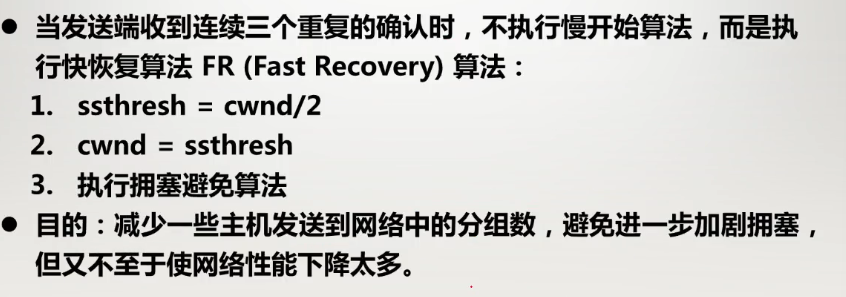 ● 当发送端收到连续三个重复的确认时，不执行慢开始算法，而是执
行快恢复算法 FR (Fast Recovery) 算法：
1. ssthresh = cwnd/2
2. cwnd = ssthresh
3. 执行拥塞避免算法
● 目的：减少一些主机发送到网络中的分组数，避免进一步加剧拥塞，
但又不至于使网络性能下降太多。